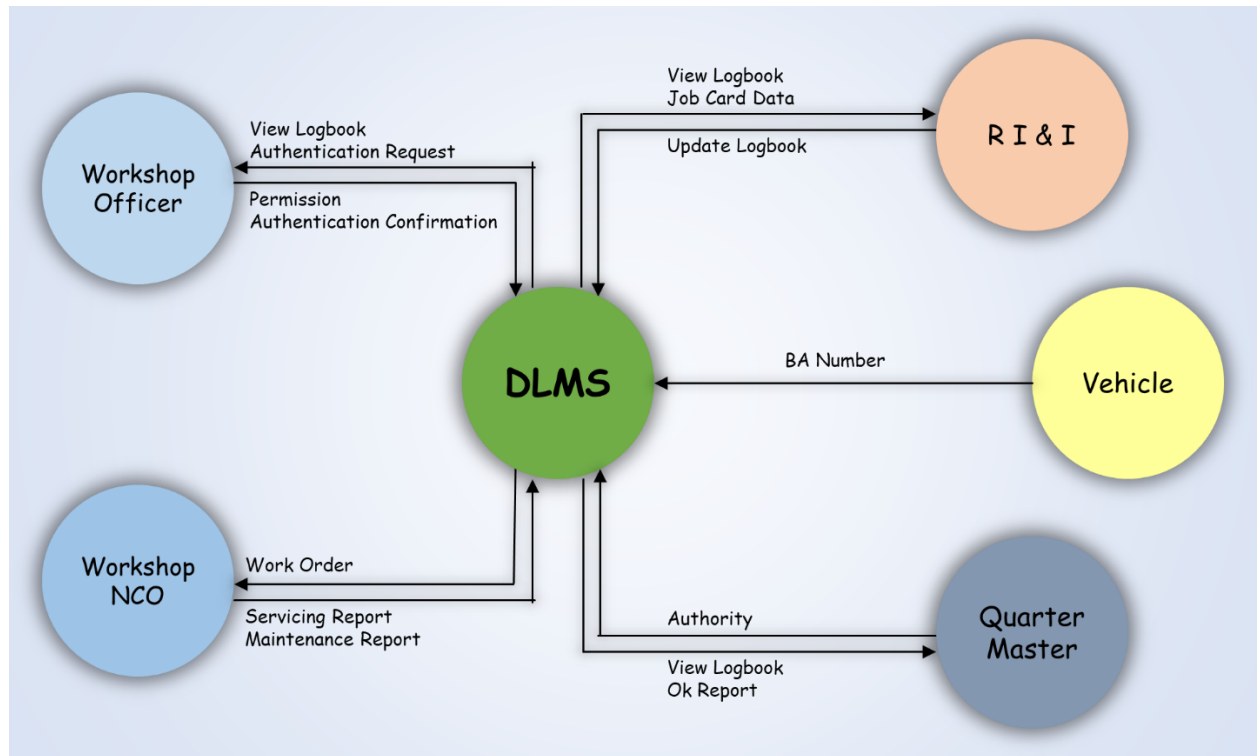 View Logbook
Job Card Data
R I & I
Update Logbook
View Logbook
Authentication Request
Workshop
Officer
Permission
Authentication Confirmation
BA Number
DLMS
Vehicle
Work Order
Workshop
NCO
Servicing Report
Maintenance Report
Authority
Quarter
Master
View Logbook
Ok Report